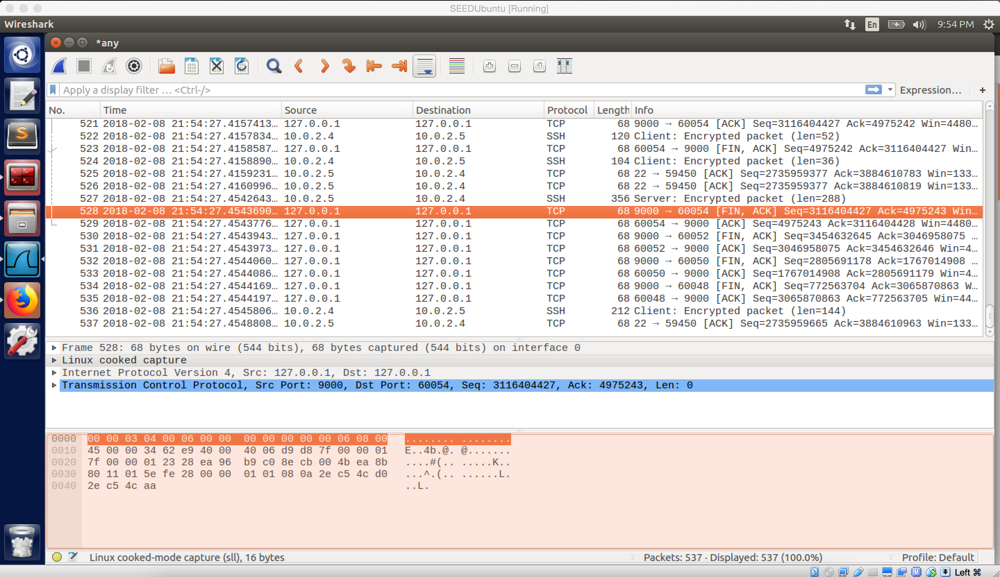 SEEDUbuntu [Running]
Wireshark En 9:54 PM
*any
Apply a display filter … <Ctrl-/> Expression… +
No. Time Source Destination Protocol Length Info
521 2018-02-08 21:54:27.4157413… 127.0.0.1 127.0.0.1 TCP 68 9000 → 60054 [ACK] Seq=3116404427 Ack=4975242 Win=4480…
522 2018-02-08 21:54:27.4157834… 10.0.2.4 10.0.2.5 SSH 120 Client: Encrypted packet (len=52)
523 2018-02-08 21:54:27.4158587… 127.0.0.1 127.0.0.1 TCP 68 60054 → 9000 [FIN, ACK] Seq=4975242 Ack=3116404427 Win…
524 2018-02-08 21:54:27.4158890… 10.0.2.4 10.0.2.5 SSH 104 Client: Encrypted packet (len=36)
525 2018-02-08 21:54:27.4159231… 10.0.2.5 10.0.2.4 TCP 68 22 → 59450 [ACK] Seq=2735959377 Ack=3884610783 Win=133…
526 2018-02-08 21:54:27.4160996… 10.0.2.5 10.0.2.4 TCP 68 22 → 59450 [ACK] Seq=2735959377 Ack=3884610819 Win=133…
527 2018-02-08 21:54:27.4542643… 10.0.2.5 10.0.2.4 SSH 356 Server: Encrypted packet (len=288)
528 2018-02-08 21:54:27.4543690… 127.0.0.1 127.0.0.1 TCP 68 9000 → 60054 [FIN, ACK] Seq=3116404427 Ack=4975243 Win…
529 2018-02-08 21:54:27.4543776… 127.0.0.1 127.0.0.1 TCP 68 60054 → 9000 [ACK] Seq=4975243 Ack=3116404428 Win=4480…
530 2018-02-08 21:54:27.4543943… 127.0.0.1 127.0.0.1 TCP 68 9000 → 60052 [FIN, ACK] Seq=3454632645 Ack=3046958075 …
531 2018-02-08 21:54:27.4543973… 127.0.0.1 127.0.0.1 TCP 68 60052 → 9000 [ACK] Seq=3046958075 Ack=3454632646 Win=4…
532 2018-02-08 21:54:27.4544060… 127.0.0.1 127.0.0.1 TCP 68 9000 → 60050 [FIN, ACK] Seq=2805691178 Ack=1767014908 …
533 2018-02-08 21:54:27.4544086… 127.0.0.1 127.0.0.1 TCP 68 60050 → 9000 [ACK] Seq=1767014908 Ack=2805691179 Win=4…
534 2018-02-08 21:54:27.4544169… 127.0.0.1 127.0.0.1 TCP 68 9000 → 60048 [FIN, ACK] Seq=772563704 Ack=3065870863 W…
535 2018-02-08 21:54:27.4544197… 127.0.0.1 127.0.0.1 TCP 68 60048 → 9000 [ACK] Seq=3065870863 Ack=772563705 Win=44…
536 2018-02-08 21:54:27.4545806… 10.0.2.4 10.0.2.5 SSH 212 Client: Encrypted packet (len=144)
537 2018-02-08 21:54:27.4548808… 10.0.2.5 10.0.2.4 TCP 68 22 → 59450 [ACK] Seq=2735959665 Ack=3884610963 Win=133…
Frame 528: 68 bytes on wire (544 bits), 68 bytes captured (544 bits) on interface 0
Linux cooked capture
Internet Protocol Version 4, Src: 127.0.0.1, Dst: 127.0.0.1
Transmission Control Protocol, Src Port: 9000, Dst Port: 60054, Seq: 3116404427, Ack: 4975243, Len: 0
0000 00 00 03 04 00 06 00 00 00 00 00 00 00 06 08 00 ........ ........
0010 45 00 00 34 62 e9 40 00 40 06 d9 d8 7f 00 00 01 E..4b.@. @.......
0020 7f 00 00 01 23 28 ea 96 b9 c0 8e cb 00 4b ea 8b ....#(.. .....K..
0030 80 11 01 5e fe 28 00 00 01 01 08 0a 2e c5 4c d0 ...^.(.. ......L.
0040 2e c5 4c aa ..L.
Linux cooked-mode capture (sll), 16 bytes Packets: 537 · Displayed: 537 (100.0%) Profile: Default
Left ⌘